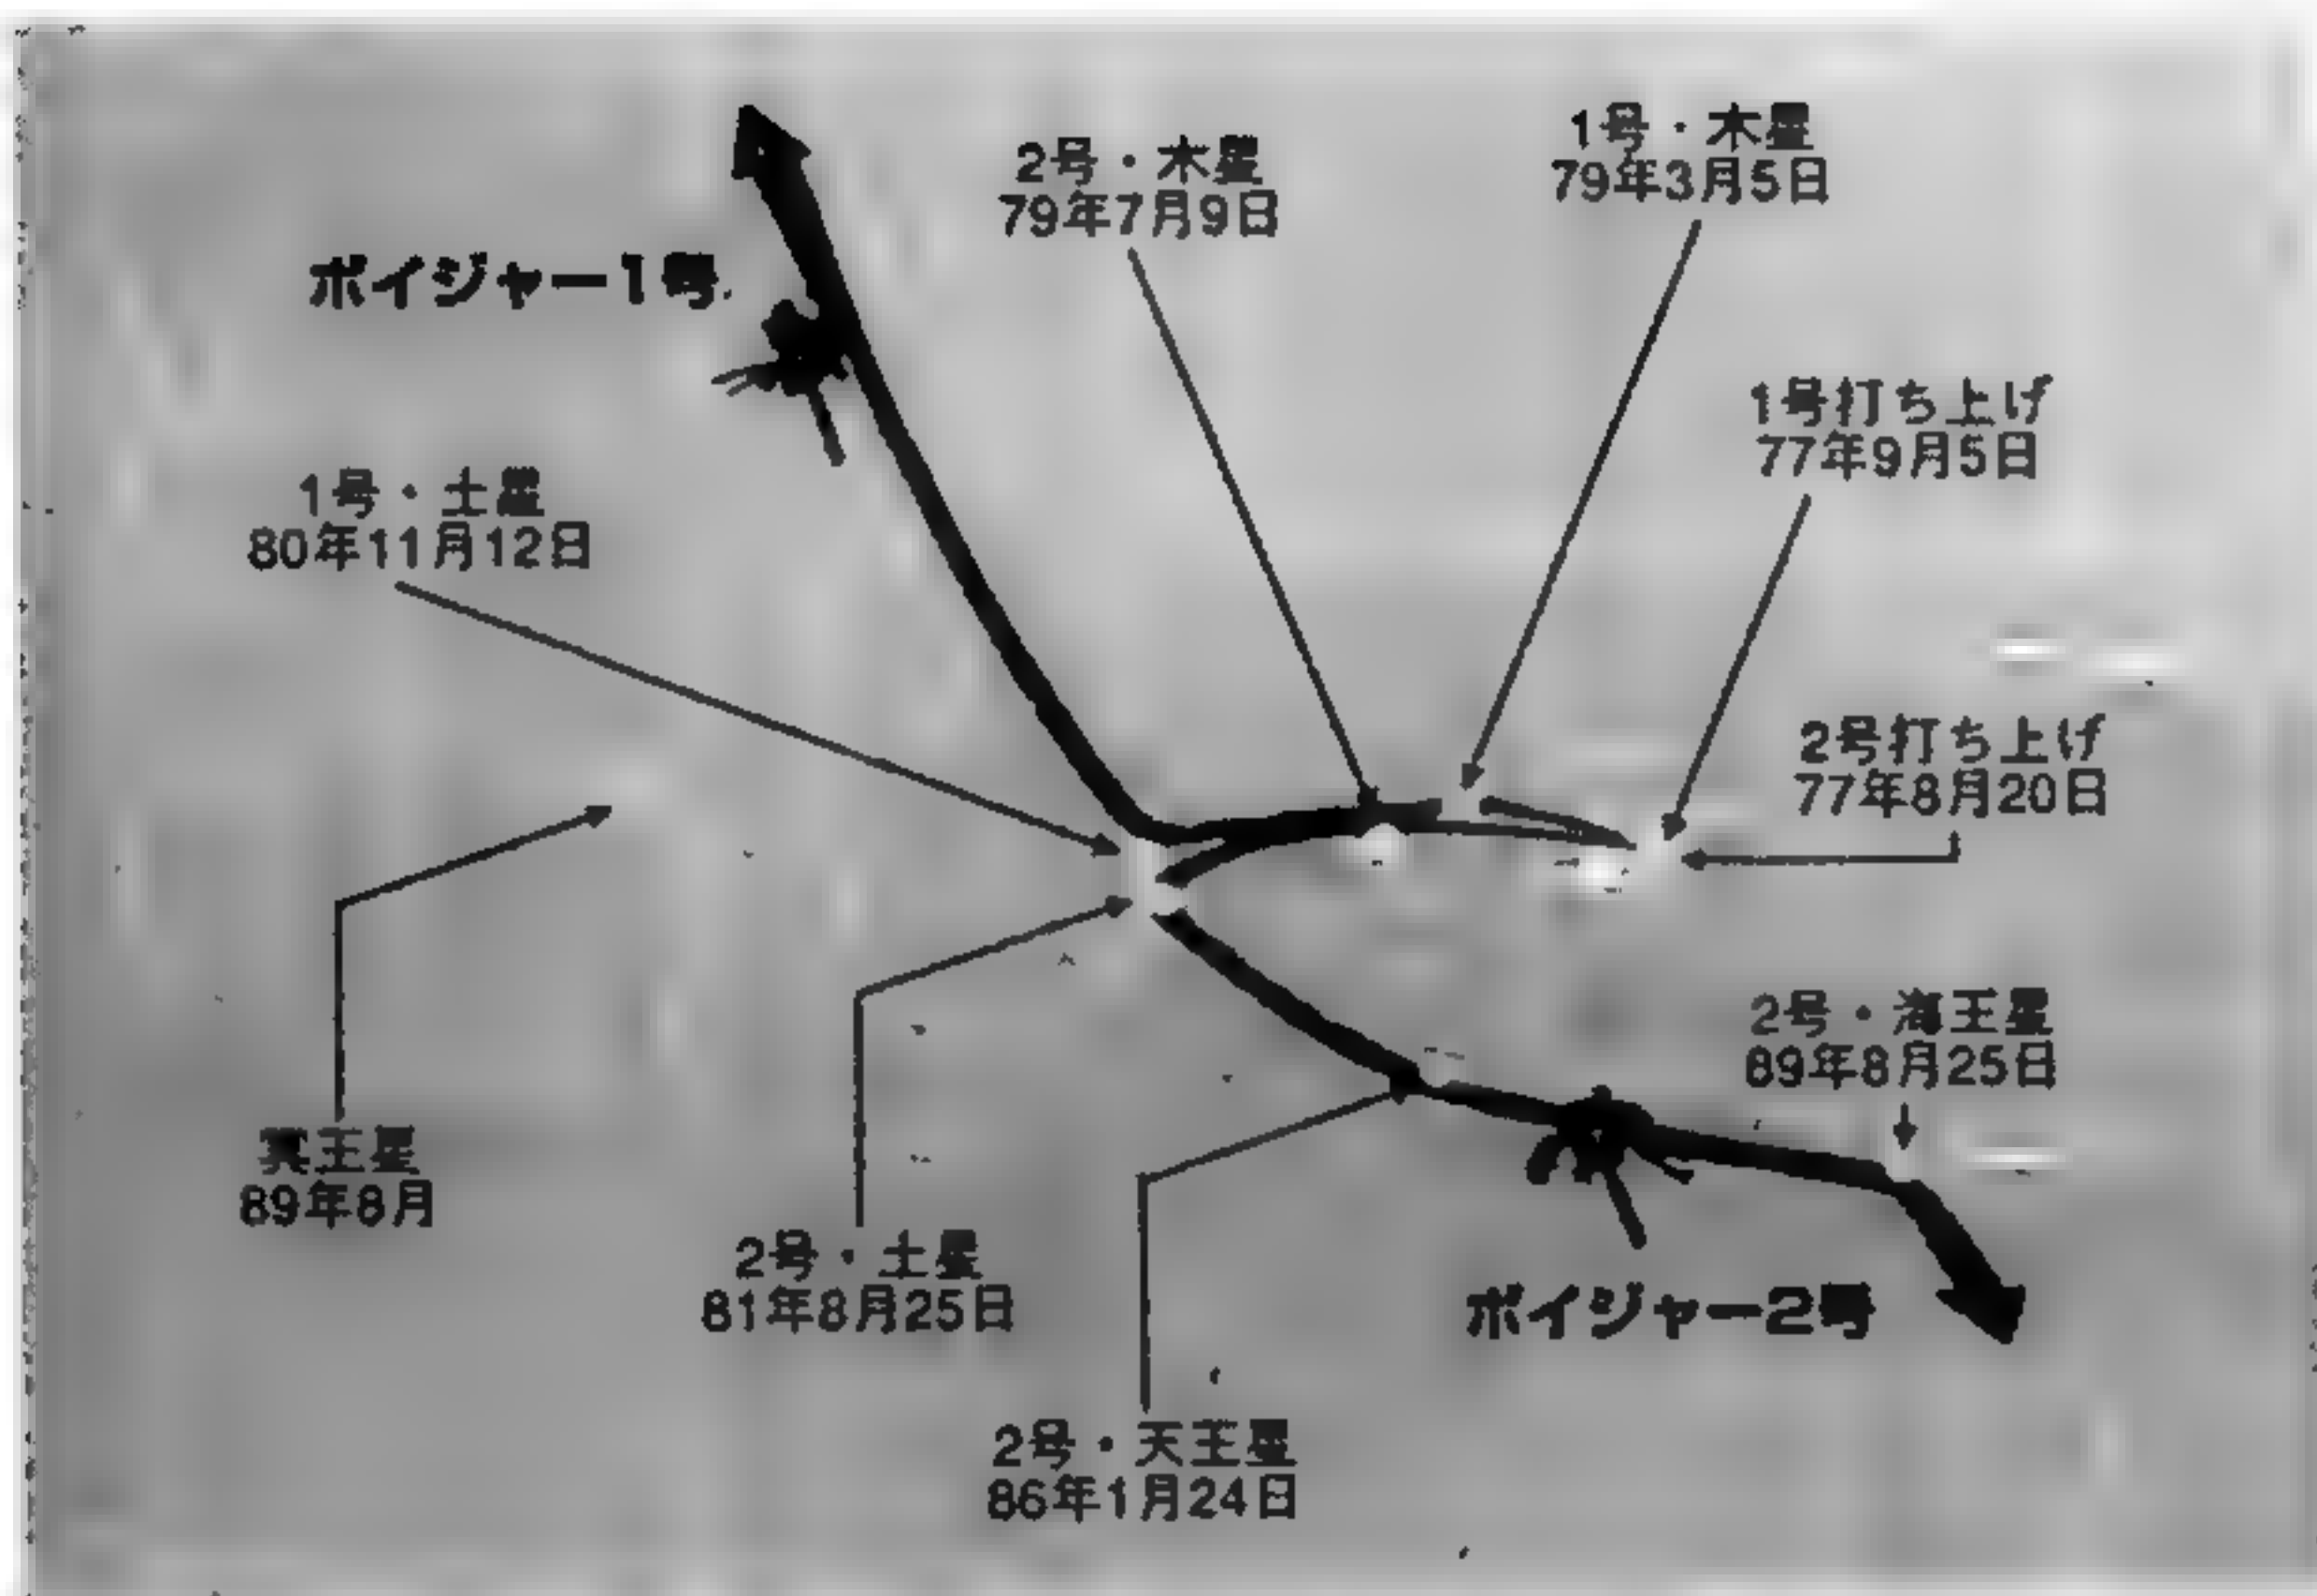 1号・木星
79年3月5日
2号・木星
79年7月9日
ボイジャー1号
1号打ち上げ
77年9月5日
1号・土星
80年11月12日
2号打ち上げ
77年8月20日
2号・海王星
89年8月25日
冥王星
89年8月
2号・土星
81年8月25日
ボイジャー2号
2号・天王星
86年1月24日